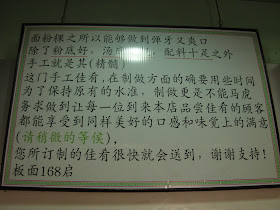 面粉粿之所以能够做到弹牙又爽口
除了粉底好，汤底，配料十足之外
手工就是其(精髓)
这门手工佳肴，在制做方面的确要用些时间
为了保持原有的水准，制做更是不能马虎
务求做到让每一位到来本店品尝佳肴的顾客
都能享受到同样美好的口感和味觉上的满意
(请稍微的等候)，
您所订制的佳肴很快就会送到，谢谢支持！
板面168启